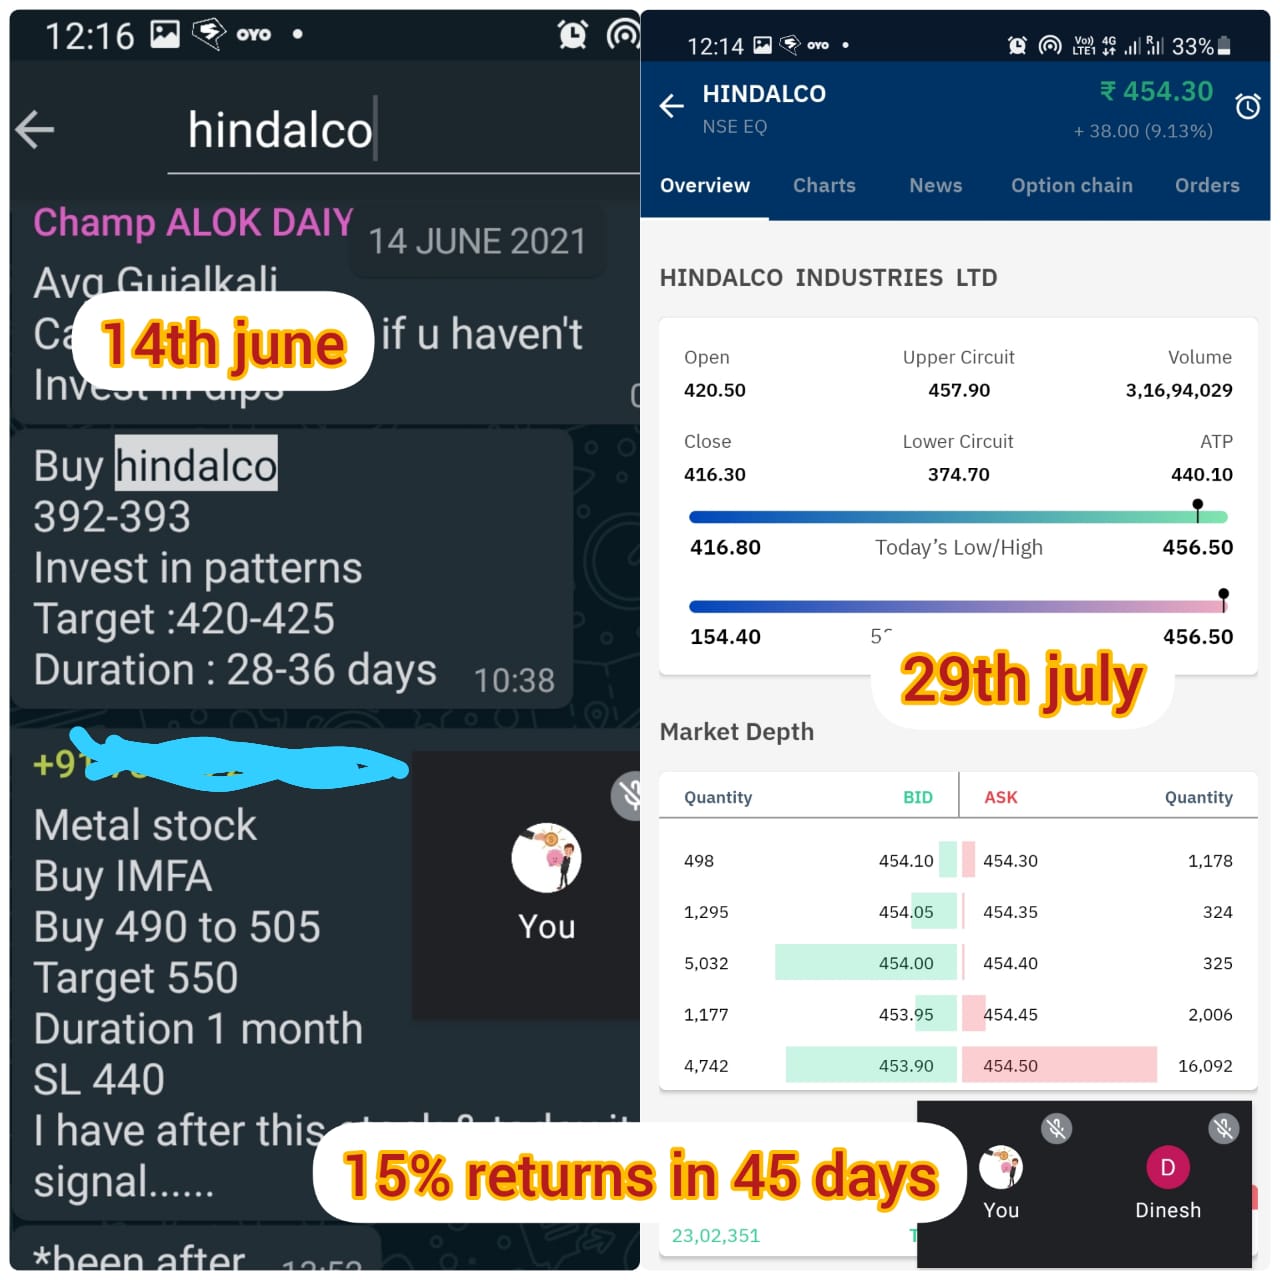 12:16 OYO
hindalco
Champ ALOK DAIY
14 JUNE 2021
Avg Gujalkali
14th june
if u haven't
Invest in dips
Buy hindalco
392-393
Invest in patterns
Target :420-425
Duration : 28-36 days
10:38
+91
Metal stock
Buy IMFA
Buy 490 to 505
Target 550
Duration 1 month
SL 440
I have after this
signal......
*been after
You
12:14 OYO
Vo)) LTE1 4G R 33%
HINDALCO
₹ 454.30
NSE EQ
+ 38.00 (9.13%)
Overview Charts News Option chain Orders
HINDALCO INDUSTRIES LTD
Open Upper Circuit Volume
420.50 457.90 3,16,94,029
Close Lower Circuit ATP
416.30 374.70 440.10
416.80 Today's Low/High 456.50
154.40 456.50
29th july
Market Depth
Quantity BID ASK Quantity
498 454.10 454.30 1,178
1,295 454.05 454.35 324
5,032 454.00 454.40 325
1,177 453.95 454.45 2,006
4,742 453.90 454.50 16,092
15% returns in 45 days
D
You Dinesh
23,02,351